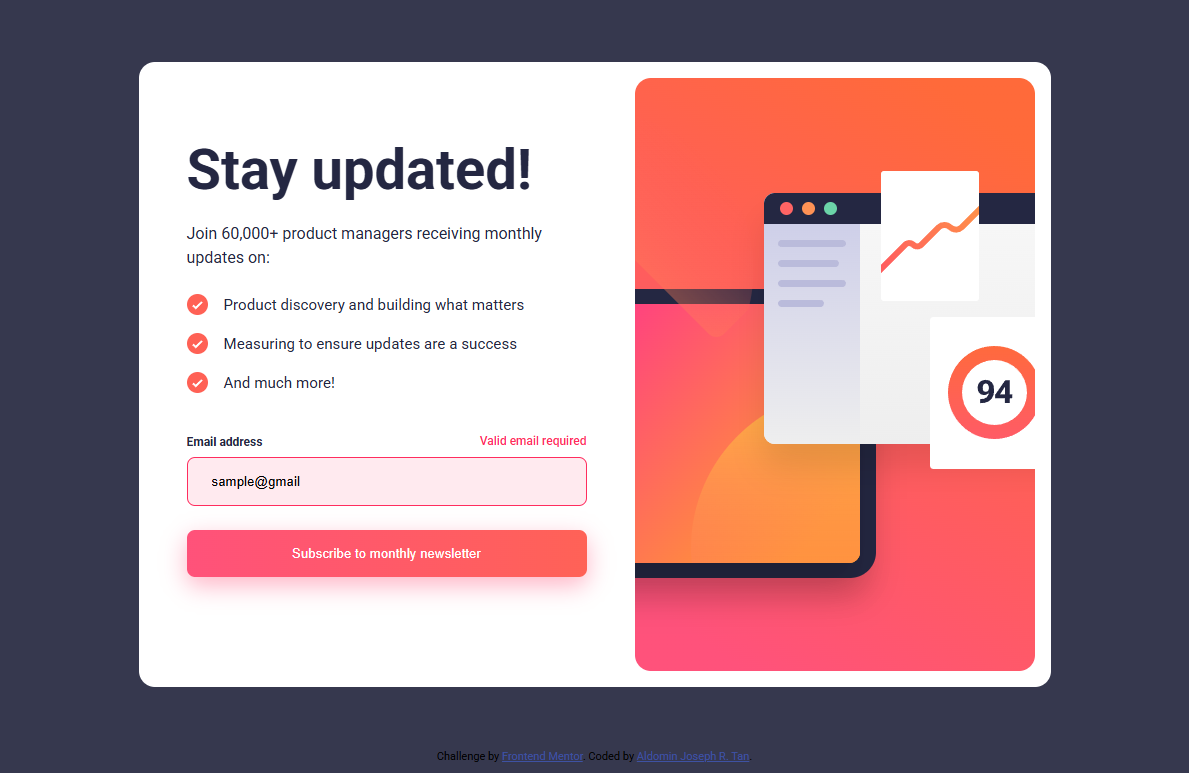 Stay updated!
Join 60,000+ product managers receiving monthly
updates on:
Product discovery and building what matters
Measuring to ensure updates are a success
And much more!
Email address
Valid email required
sample@gmail
Subscribe to monthly newsletter
94
Challenge by Frontend Mentor. Coded by Aldomin Joseph R. Tan.